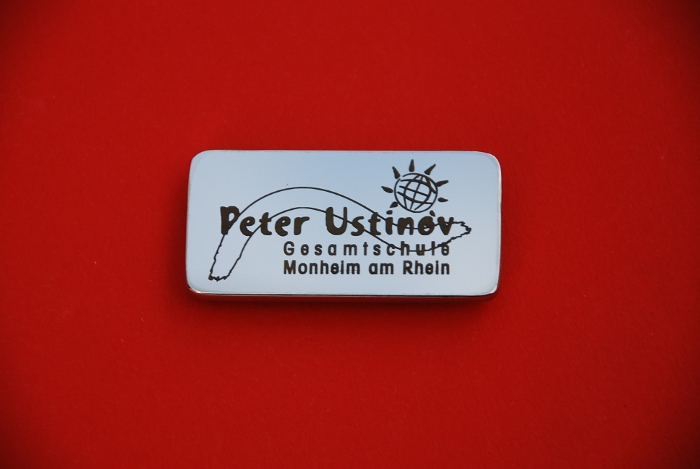 Peter Ustinov
Gesamtschule
Monheim am Rhein